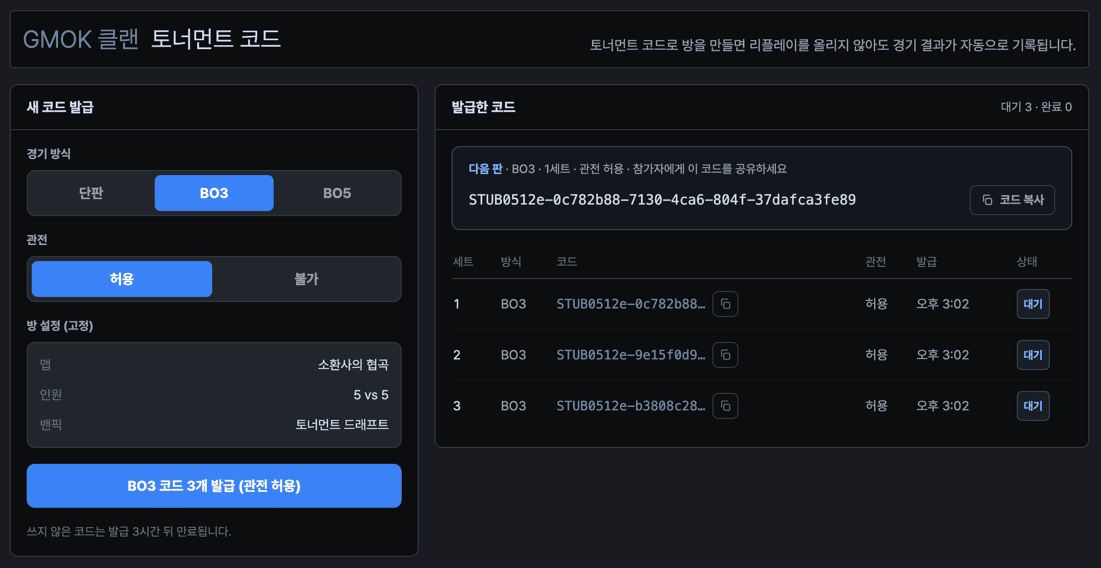 GMOK 클랜 토너먼트 코드
토너먼트 코드로 방을 만들면 리플레이를 올리지 않아도 경기 결과가 자동으로 기록됩니다.
새 코드 발급
경기 방식
단판 BO3 BO5
관전
허용 불가
방 설정 (고정)
맵 소환사의 협곡
인원 5 vs 5
밴픽 토너먼트 드래프트
BO3 코드 3개 발급 (관전 허용)
쓰지 않은 코드는 발급 3시간 뒤 만료됩니다.
발급한 코드 대기 3 · 완료 0
다음 판 · BO3 · 1세트 · 관전 허용 · 참가자에게 이 코드를 공유하세요
STUB0512e-0c782b88-7130-4ca6-804f-37dafca3fe89 코드 복사
세트 방식 코드 관전 발급 상태
1 BO3 STUB0512e-0c782b88… 허용 오후 3:02 대기
2 BO3 STUB0512e-9e15f0d9… 허용 오후 3:02 대기
3 BO3 STUB0512e-b3808c28… 허용 오후 3:02 대기